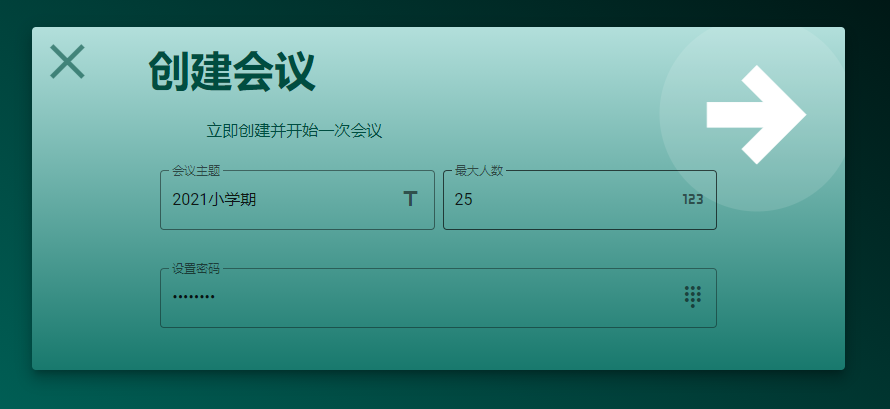 创建会议
立即创建并开始一次会议
会议主题
最大人数
2021小学期
T
25
123
设置密码
••••••••